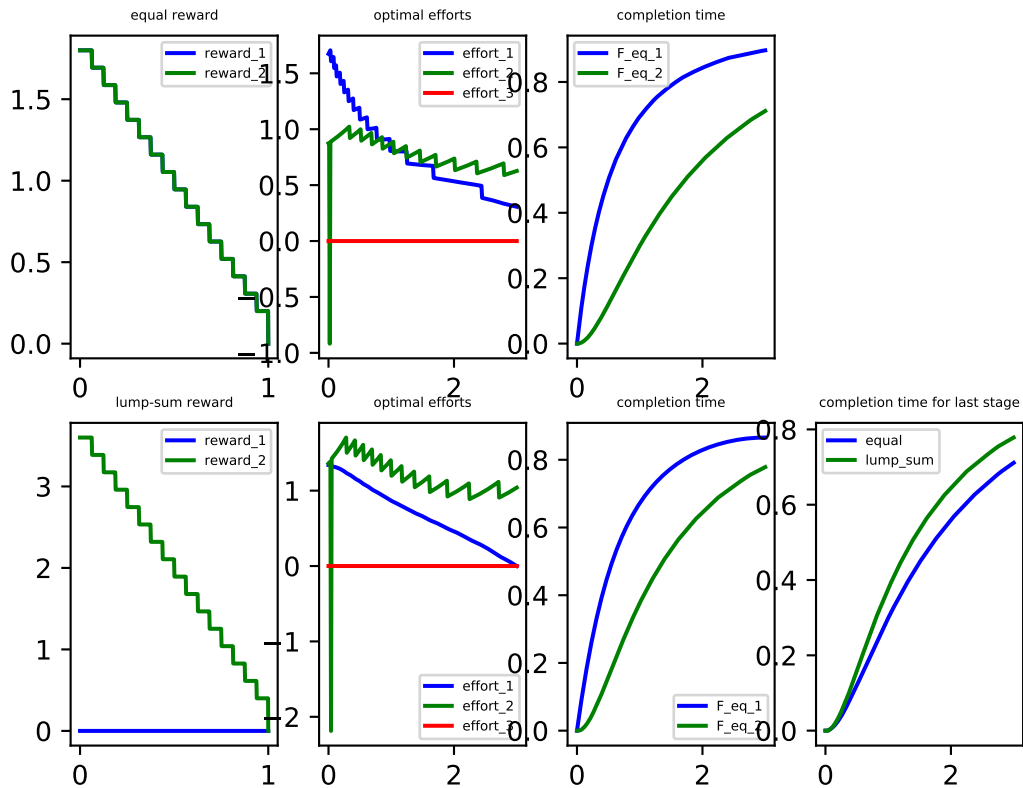 equal reward
optimal efforts
completion time
reward_1
reward_2
effort_1
effort_2
effort_3
F_eq_1
F_eq_2
1.5
1.0
0.5
0.0
1.5
1.0
0.5
0.0
−0.5
−1.0
0.8
0.6
0.4
0.2
0.0
0
1
0
2
0
2
lump-sum reward
optimal efforts
completion time
completion time for last stage
reward_1
reward_2
effort_1
effort_2
effort_3
F_eq_1
F_eq_2
equal
lump_sum
3
2
1
0
1
0
−1
−2
0.8
0.6
0.4
0.2
0.0
0.8
0.6
0.4
0.2
0.0
0
1
0
2
0
2
0
2